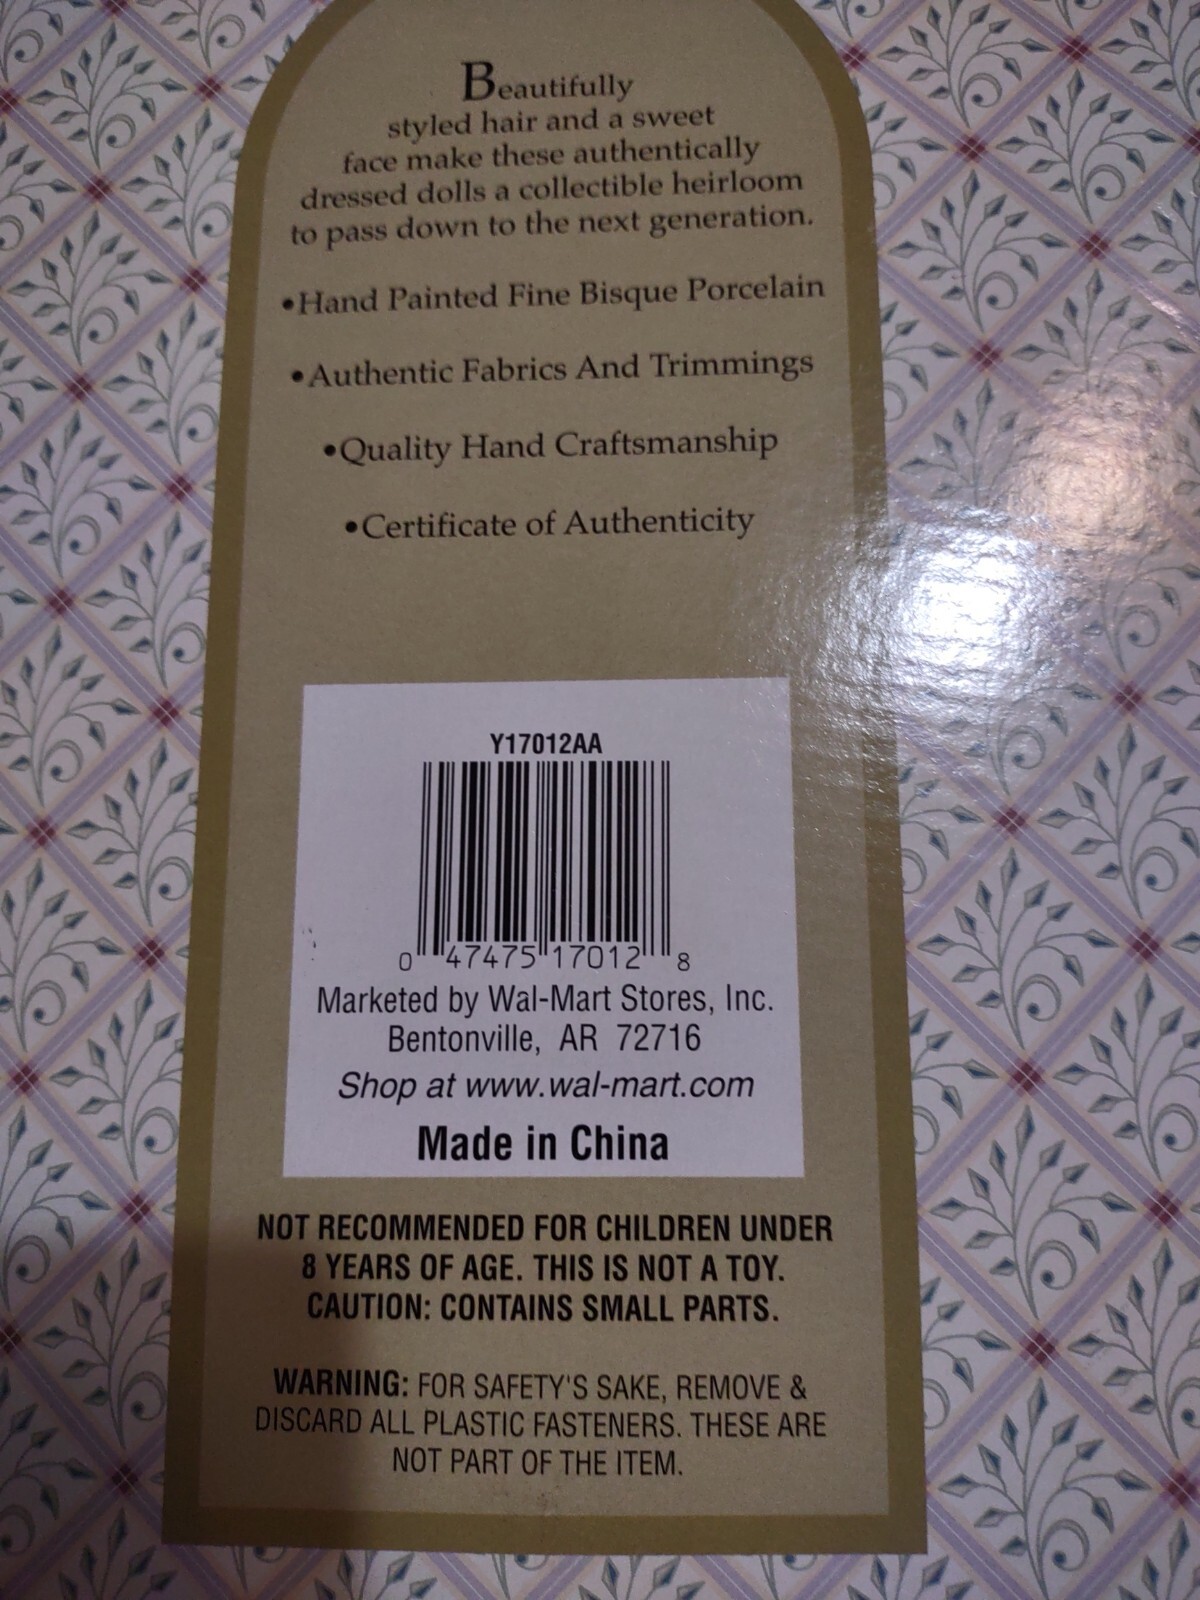 Beautifully
styled hair and a sweet
face make these authentically
dressed dolls a collectible heirloom
to pass down to the next generation.
•Hand Painted Fine Bisque Porcelain
•Authentic Fabrics And Trimmings
•Quality Hand Craftsmanship
•Certificate of Authenticity
Y17012AA
0 47475 17012 8
Marketed by Wal-Mart Stores, Inc.
Bentonville, AR 72716
Shop at www.wal-mart.com
Made in China
NOT RECOMMENDED FOR CHILDREN UNDER
8 YEARS OF AGE. THIS IS NOT A TOY.
CAUTION: CONTAINS SMALL PARTS.
WARNING: FOR SAFETY'S SAKE, REMOVE &
DISCARD ALL PLASTIC FASTENERS. THESE ARE
NOT PART OF THE ITEM.